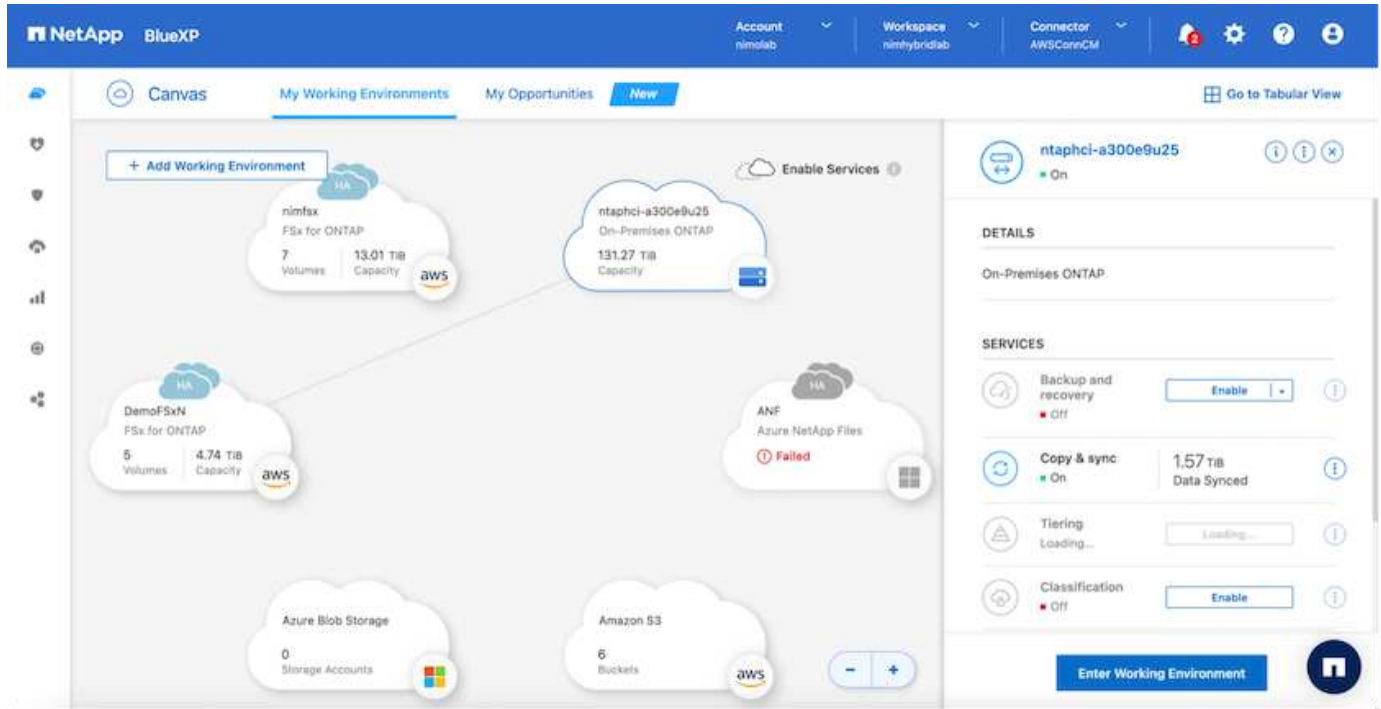 NetApp BlueXP
Account
nimolab
Workspace
nimhybridlab
Connector
AWSConnCM
2
Canvas
My Working Environments
My Opportunities
New
Go to Tabular View
+ Add Working Environment
Enable Services
HA
nimfsx
FSx for ONTAP
7
Volumes
13.01 TiB
Capacity
aws
ntaphci-a300e9u25
On-Premises ONTAP
131.27 TiB
Capacity
HA
DemoFSxN
FSx for ONTAP
5
Volumes
4.74 TiB
Capacity
aws
HA
ANF
Azure NetApp Files
Failed
Azure Blob Storage
0
Storage Accounts
Amazon S3
6
Buckets
aws
- +
ntaphci-a300e9u25
On
DETAILS
On-Premises ONTAP
SERVICES
Backup and
recovery
Off
Enable
Copy & sync
On
1.57 TiB
Data Synced
Tiering
Loading...
Loading...
Classification
Off
Enable
Enter Working Environment